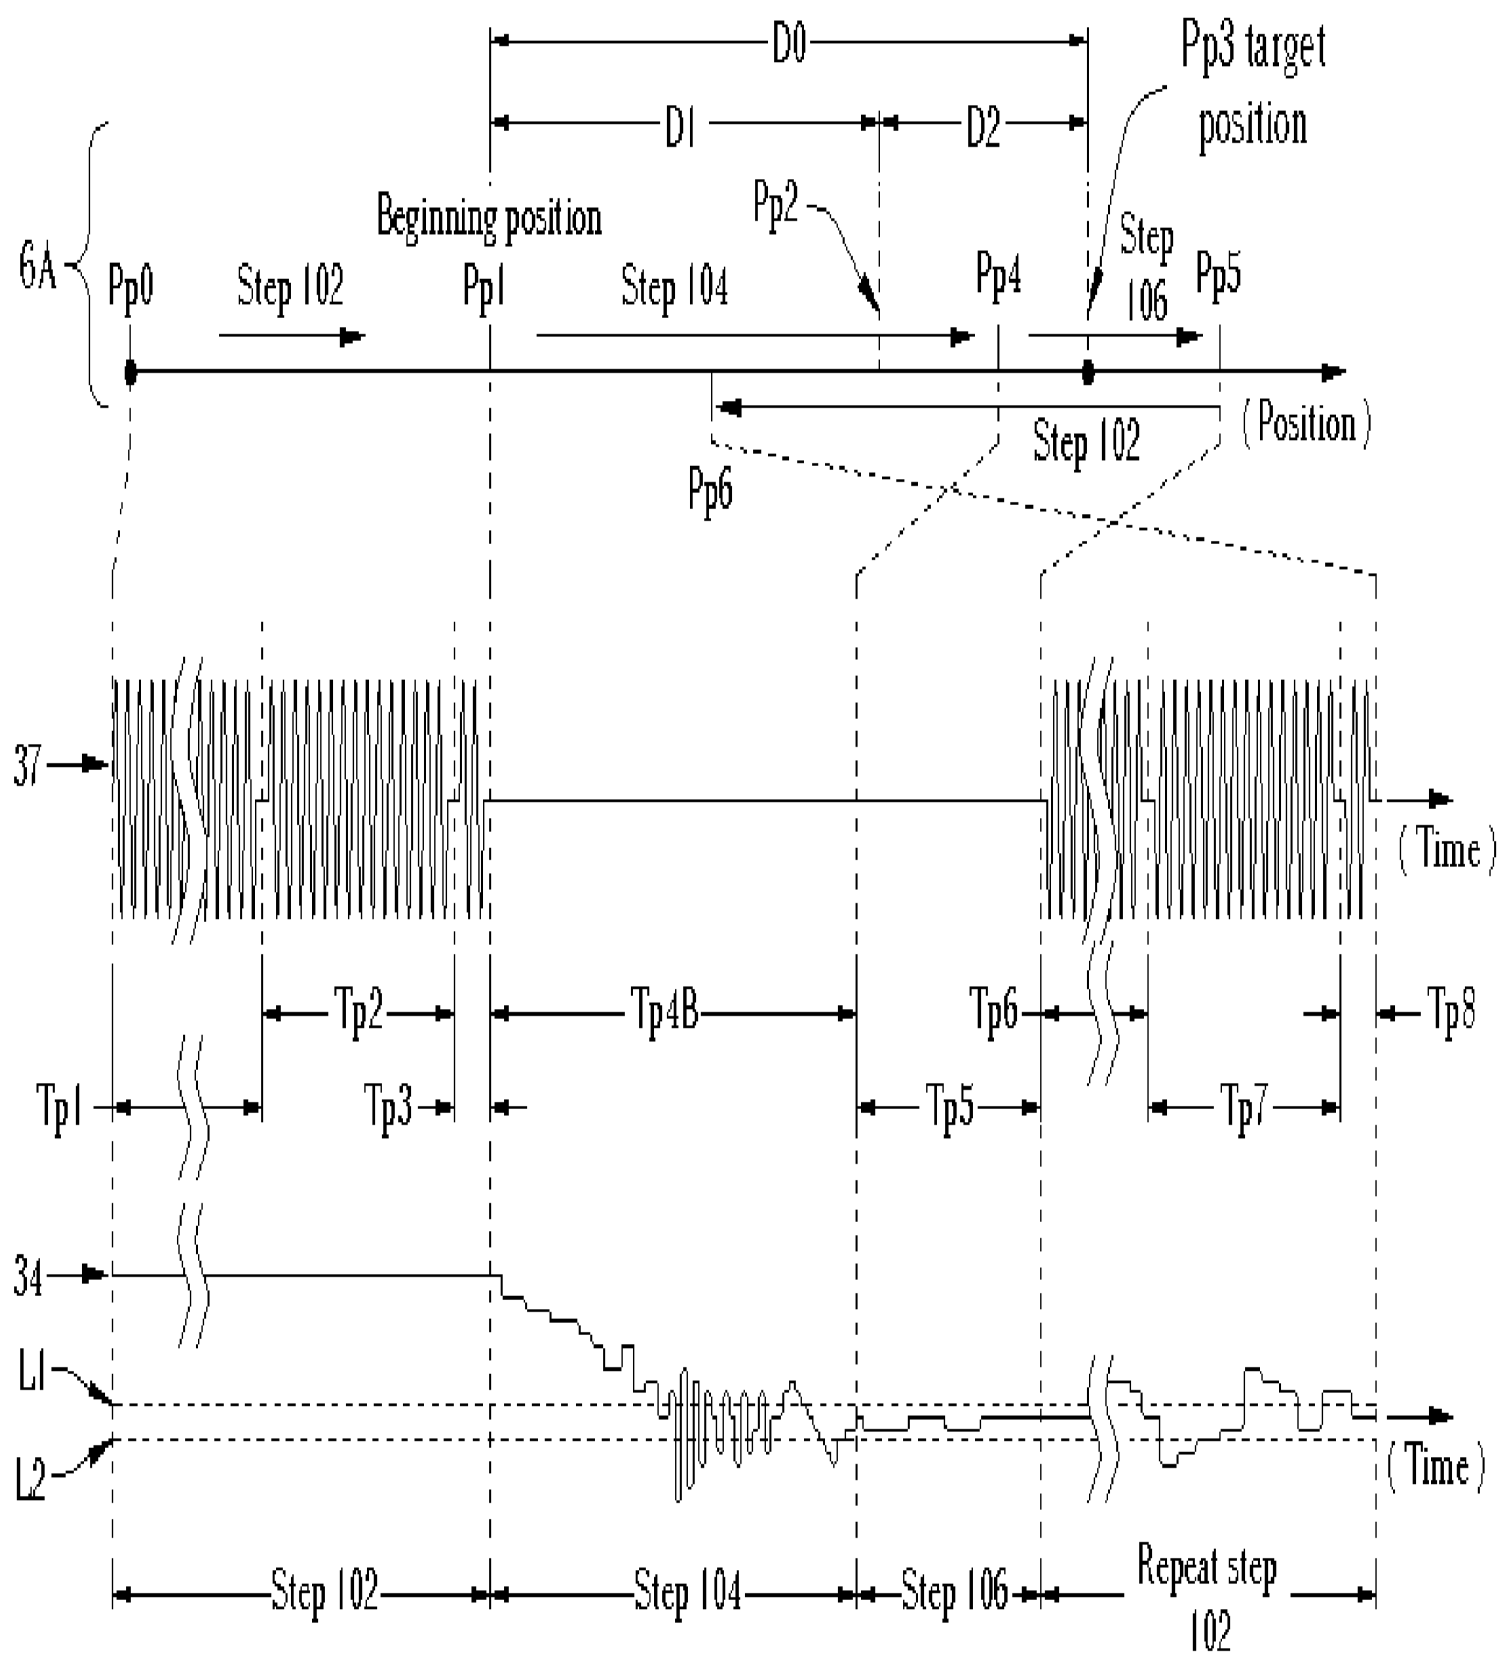 D0
Pp3 target
position
D1
D2
Beginning position
Pp2
Step
106
6A
Pp0
Step 102
Pp1
Step 104
Pp4
Pp5
(Position)
Step 102
Pp6
37
(Time)
Tp2
Tp4B
Tp6
Tp8
Tp1
Tp3
Tp5
Tp7
34
L1
L2
(Time)
Step 102
Step 104
Step 106
Repeat step
102